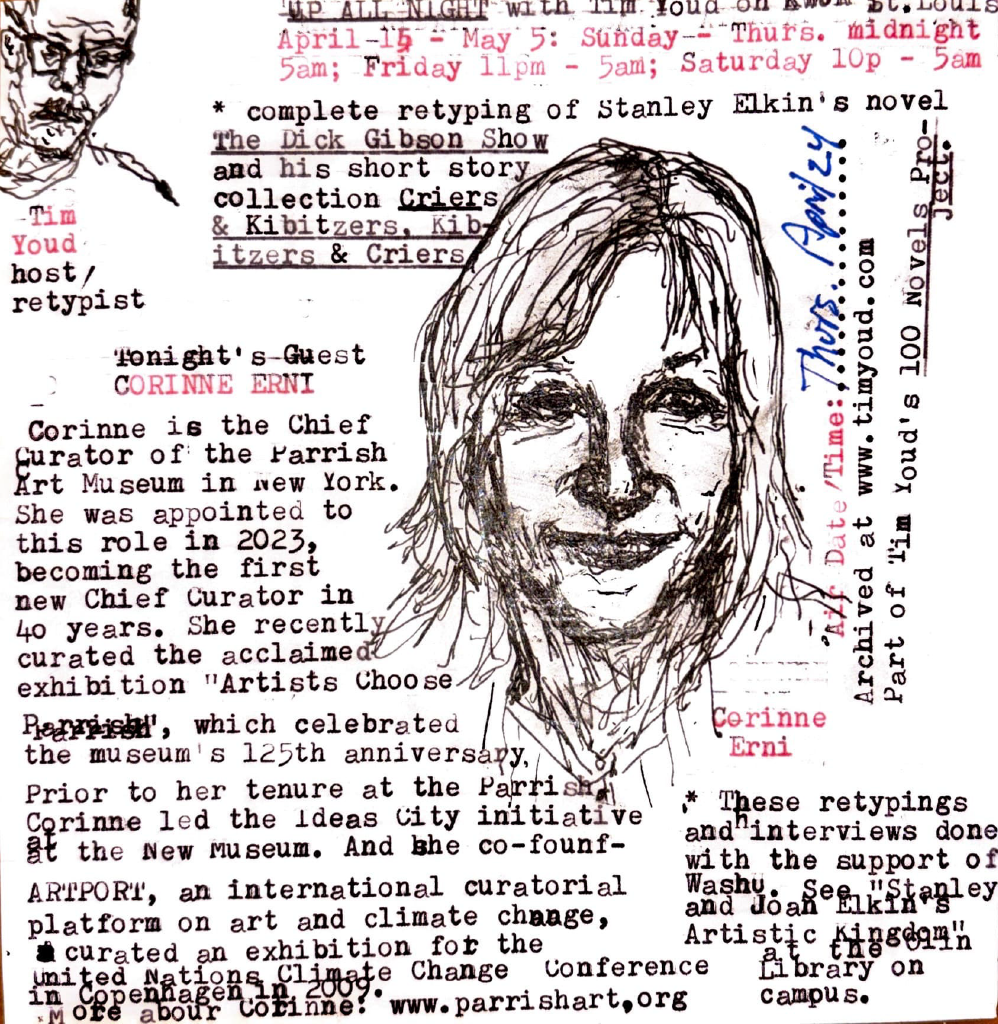 UP ALL NIGHT with Tim Youd on KWUR St. Louis
April 15 - May 5: Sunday - Thurs. midnight
5am; Friday 11pm - 5am; Saturday 10p - 5am
* complete retyping of Stanley Elkin's novel
The Dick Gibson Show
and his short story
collection Criers
& Kibitzers, Kib-
itzers & Criers
Tim
Youd
host/
retypist
Tonight's Guest
CORINNE ERNI
Corinne is the Chief
Curator of the Parrish
Art Museum in New York.
She was appointed to
this role in 2023,
becoming the first
new Chief Curator in
40 years. She recently
curated the acclaimed
exhibition "Artists Choose
Parrish", which celebrated
the museum's 125th anniversary.
Prior to her tenure at the Parrish,
Corinne led the Ideas City initiative
at the New Museum. And she co-founf-
ARTPORT, an international curatorial
platform on art and climate change,
curated an exhibition for the
United Nations Climate Change Conference
in Copenhagen in 2009.
*More abour Corinne: www.parrishart,org
Corinne
Erni
Air Date/Time: Thurs. April 24
Archived at www.timyoud.com
Part of Tim Youd's 100 Novels Pro-
ject.
* These retypings
and interviews done
with the support of
Washu. See "Stanley
and Joan Elkin's
Artistic Kingdom"
at the Olin
Library on
campus.